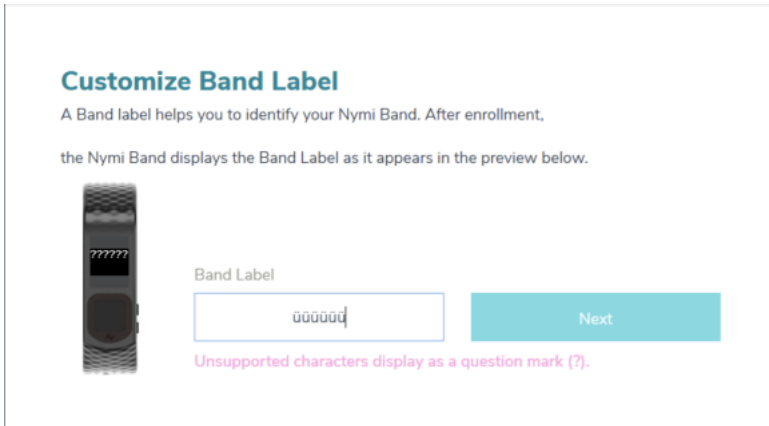 Customize Band Label
A Band label helps you to identify your Nymi Band. After enrollment,
the Nymi Band displays the Band Label as it appears in the preview below.
??????
Band Label
üüüüüü
Next
Unsupported characters display as a question mark (?).